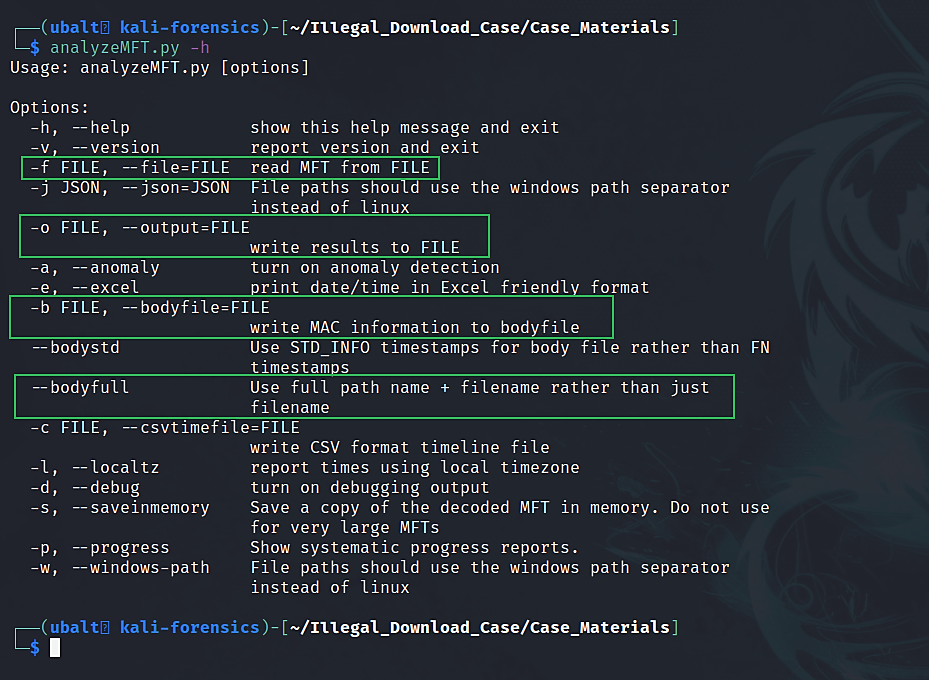 (ubalt kali-forensics)-[~/Illegal_Download_Case/Case_Materials]
$ analyzeMFT.py -h
Usage: analyzeMFT.py [options]
Options:
-h, --help show this help message and exit
-v, --version report version and exit
-f FILE, --file=FILE read MFT from FILE
-j JSON, --json=JSON File paths should use the windows path separator
instead of linux
-o FILE, --output=FILE
write results to FILE
-a, --anomaly turn on anomaly detection
-e, --excel print date/time in Excel friendly format
-b FILE, --bodyfile=FILE
write MAC information to bodyfile
--bodystd Use STD_INFO timestamps for body file rather than FN
timestamps
--bodyfull Use full path name + filename rather than just
filename
-c FILE, --csvtimefile=FILE
write CSV format timeline file
-l, --localtz report times using local timezone
-d, --debug turn on debugging output
-s, --saveinmemory Save a copy of the decoded MFT in memory. Do not use
for very large MFTs
-p, --progress Show systematic progress reports.
-w, --windows-path File paths should use the windows path separator
instead of linux
(ubalt kali-forensics)-[~/Illegal_Download_Case/Case_Materials]
$